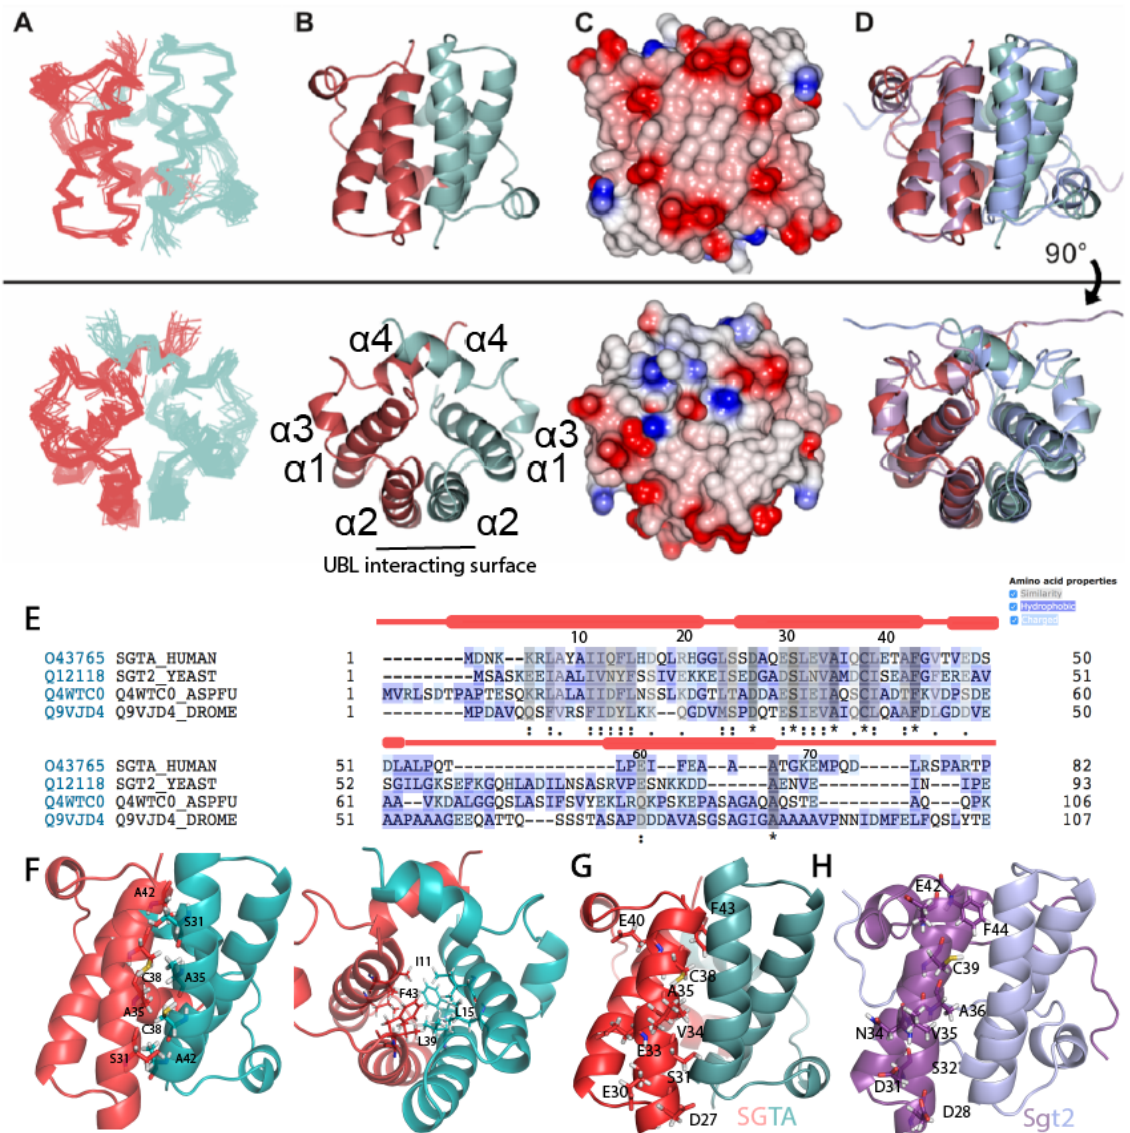 A
B
C
D
90°
α4
α4
α3
α1
α3
α1
α2
α2
UBL interacting surface
E
Amino acid properties
Similarity
Hydrophobic
Charged
10 20 30 40
O43765 SGTA_HUMAN 1 --------MDNK--KRLAYAIIQFLHDQLRHGGLSSDAQESLEVAIQCLETAFGVTVEDS 50
Q12118 SGT2_YEAST 1 ---------MSASKEEIAALIVNYFSSIVEKKEISEDGADSLNVAMDCISEAFGFEREAV 51
Q4WTC0 Q4WTC0_ASPFU 1 MVRLSDTPAPTESQKRLALAIIDFLNSSLKDGTLTADDAESIEIAQSCIADTFKVDPSDE 60
Q9VJD4 Q9VJD4_DROME 1 ---------MPDAVQQSFVRSFIDYLKK-QGDVMSPDQTESIEVAIQCLQAAFDLGDDVE 50
60 70
O43765 SGTA_HUMAN 51 DLALPQT----------------LPEI--FEA--A---ATGKEMPQD-----LRSPARTP 82
Q12118 SGT2_YEAST 52 SGILGKSEFKGQHLADILNSASRVPESNKKDD------AENVE---------IN---IPE 93
Q4WTC0 Q4WTC0_ASPFU 61 AA--VKDALGGQSLASIFSVYEKLRQKPSKEPASAGAQAQSTE---------AQ---QPK 106
Q9VJD4 Q9VJD4_DROME 51 AAPAAAGEEQATTQ---SSSTASAPDDDAVASGSAGIGAAAAAVPNNIDMFELFQSLYTE 107
F
A42
S31
C38
A35
A35
C38
S31
A42
I11
F43
L15
L39
G
E40
F43
C38
A35
V34
E33
S31
E30
D27
SGTA
H
E42
F44
C39
A36
N34
V35
S32
D31
D28
Sgt2